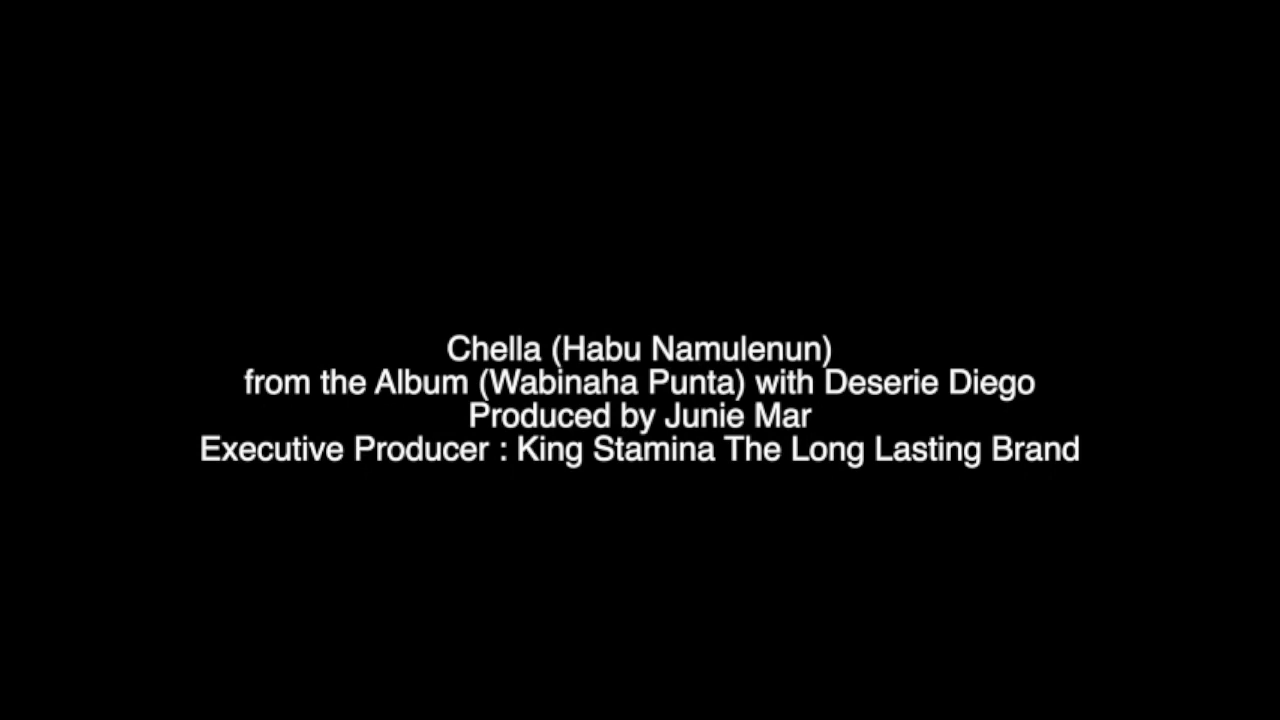 Chella (Habu Namulenun)
from the Album (Wabinaha Punta) with Deserie Diego
Produced by Junie Mar
Executive Producer : King Stamina The Long Lasting Brand